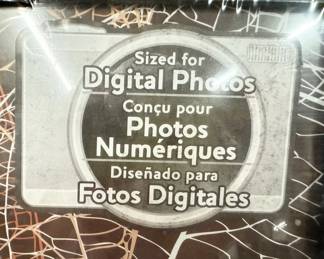 Sized for
Digital Photos
Conçu pour
Photos
Numériques
Diseñado para
Fotos Digitales